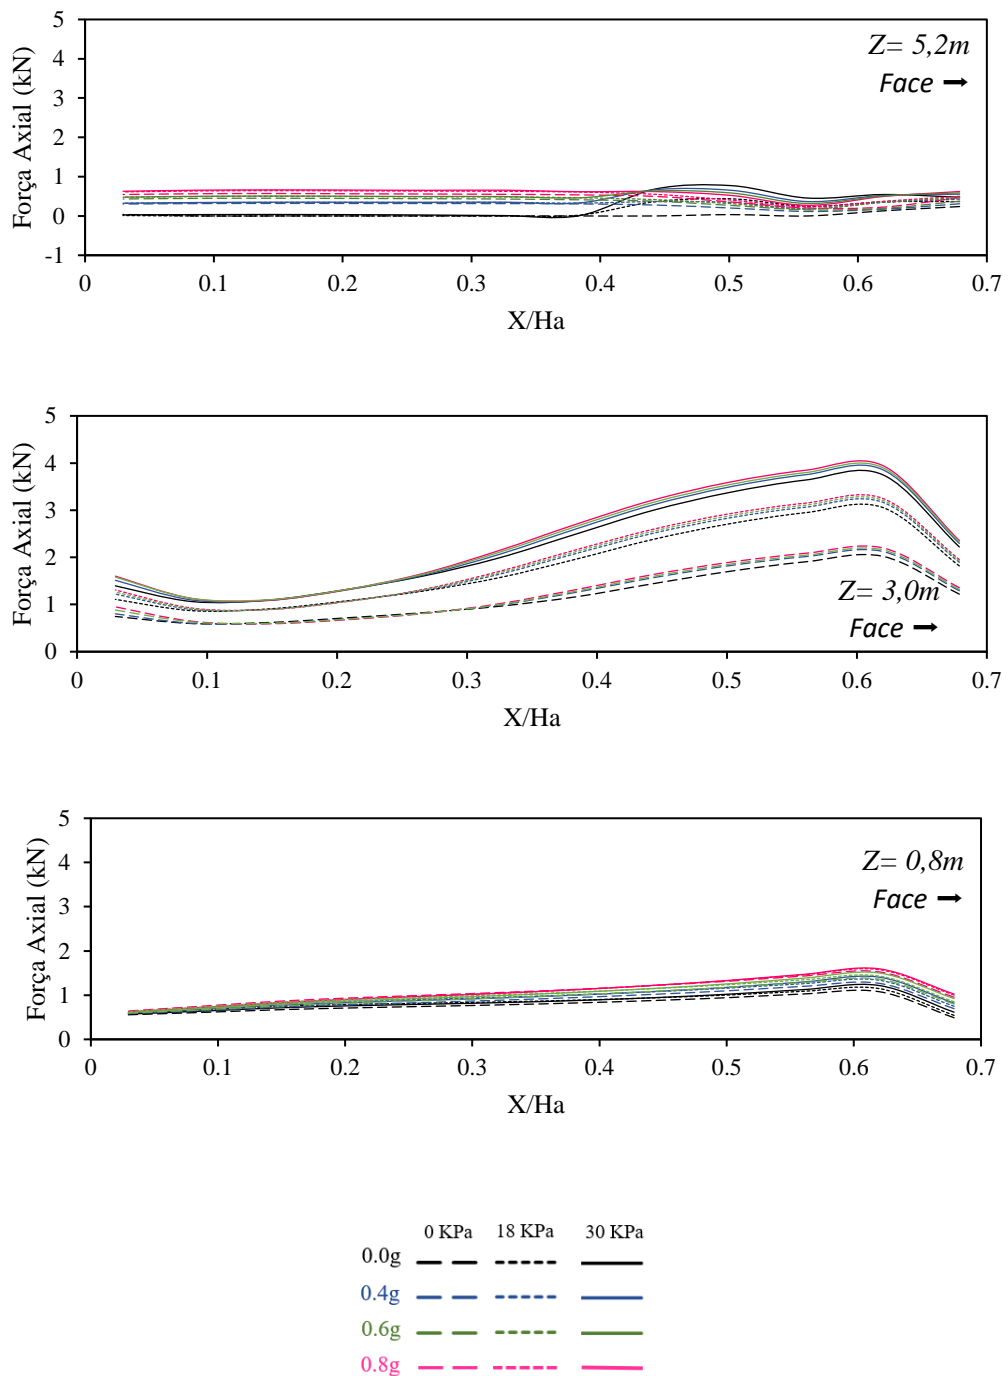 5
4
3
2
1
0
-1
Força Axial (kN)
Z= 5,2m
Face →
0 0.1 0.2 0.3 0.4 0.5 0.6 0.7
X/Ha
5
4
3
2
1
0
Força Axial (kN)
Z= 3,0m
Face →
0 0.1 0.2 0.3 0.4 0.5 0.6 0.7
X/Ha
5
4
3
2
1
0
Força Axial (kN)
Z= 0,8m
Face →
0 0.1 0.2 0.3 0.4 0.5 0.6 0.7
X/Ha
0 KPa 18 KPa 30 KPa
0.0g
0.4g
0.6g
0.8g